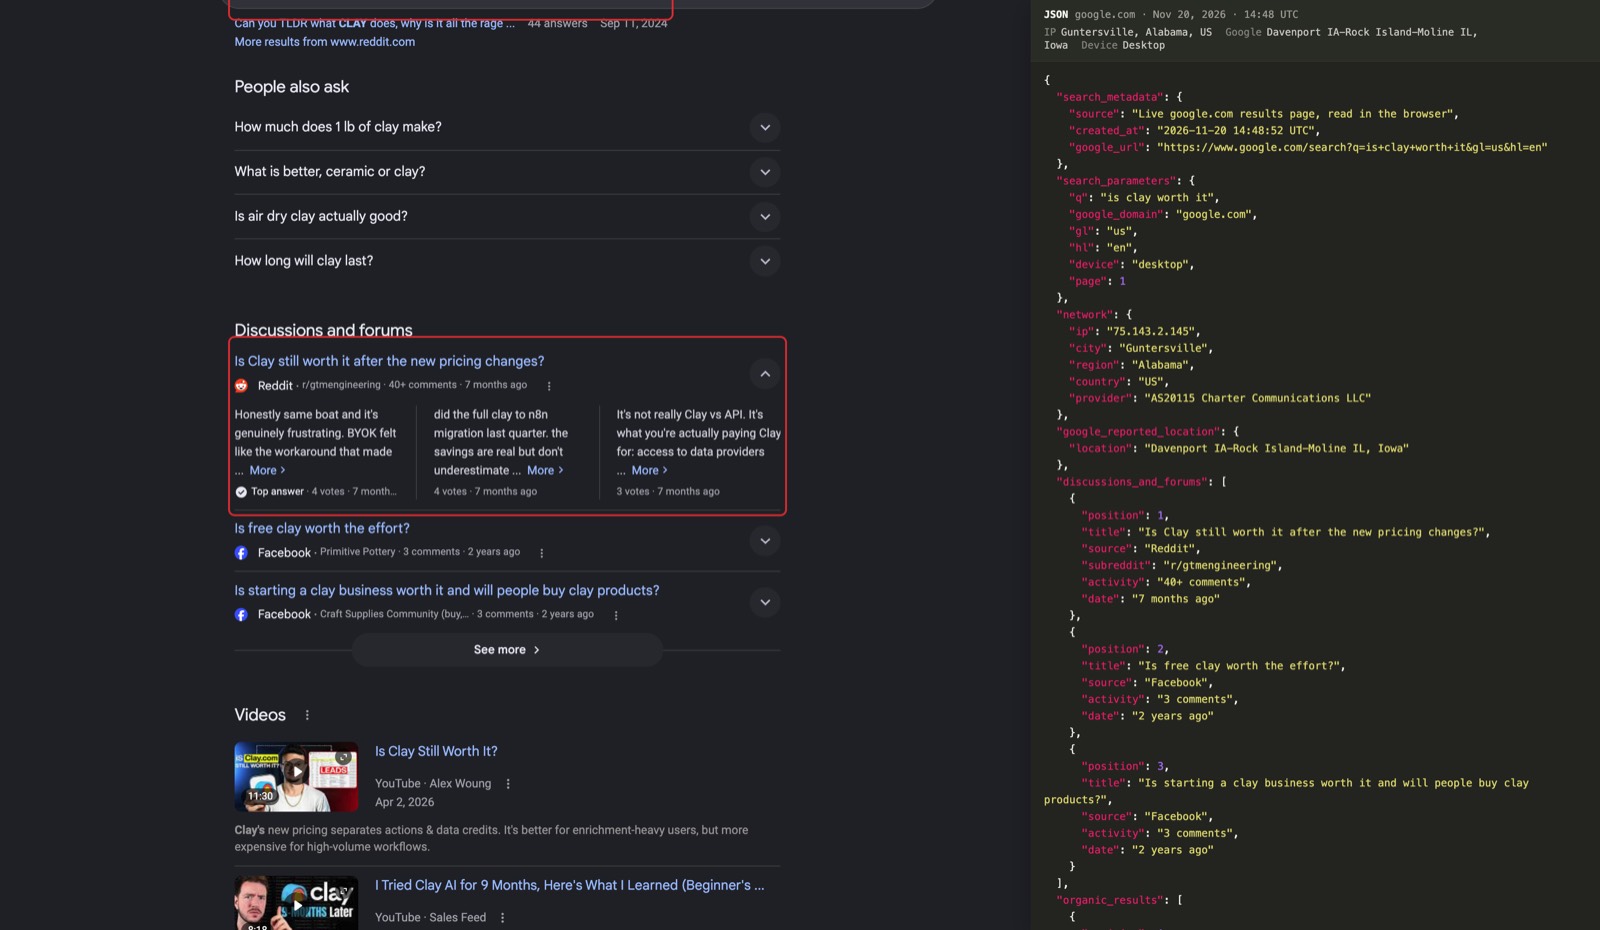 Can you TLDR what CLAY does, why is it all the rage ... 44 answers Sep 11, 2024
More results from www.reddit.com
People also ask
How much does 1 lb of clay make?
What is better, ceramic or clay?
Is air dry clay actually good?
How long will clay last?
Discussions and forums
Is Clay still worth it after the new pricing changes?
Reddit · r/gtmengineering · 40+ comments · 7 months ago
Honestly same boat and it's
genuinely frustrating. BYOK felt
like the workaround that made
... More >
Top answer · 4 votes · 7 month...
did the full clay to n8n
migration last quarter. the
savings are real but don't
underestimate ... More >
4 votes · 7 months ago
It's not really Clay vs API. It's
what you're actually paying Clay
for: access to data providers
... More >
3 votes · 7 months ago
Is free clay worth the effort?
Facebook · Primitive Pottery · 3 comments · 2 years ago
Is starting a clay business worth it and will people buy clay products?
Facebook · Craft Supplies Community (buy,... · 3 comments · 2 years ago
See more >
Videos
IS Clay.com
STILL WORTH IT?
LEADS
11:30
Is Clay Still Worth It?
YouTube · Alex Woung
Apr 2, 2026
Clay's new pricing separates actions & data credits. It's better for enrichment-heavy users, but more
expensive for high-volume workflows.
clay
9-MONTHS Later
8:18
I Tried Clay AI for 9 Months, Here's What I Learned (Beginner's ...
YouTube · Sales Feed
JSON google.com · Nov 20, 2026 · 14:48 UTC
IP Guntersville, Alabama, US Google Davenport IA-Rock Island-Moline IL,
Iowa Device Desktop
{
"search_metadata": {
"source": "Live google.com results page, read in the browser",
"created_at": "2026-11-20 14:48:52 UTC",
"google_url": "https://www.google.com/search?q=is+clay+worth+it&gl=us&hl=en"
},
"search_parameters": {
"q": "is clay worth it",
"google_domain": "google.com",
"gl": "us",
"hl": "en",
"device": "desktop",
"page": 1
},
"network": {
"ip": "75.143.2.145",
"city": "Guntersville",
"region": "Alabama",
"country": "US",
"provider": "AS20115 Charter Communications LLC"
},
"google_reported_location": {
"location": "Davenport IA-Rock Island-Moline IL, Iowa"
},
"discussions_and_forums": [
{
"position": 1,
"title": "Is Clay still worth it after the new pricing changes?",
"source": "Reddit",
"subreddit": "r/gtmengineering",
"activity": "40+ comments",
"date": "7 months ago"
},
{
"position": 2,
"title": "Is free clay worth the effort?",
"source": "Facebook",
"activity": "3 comments",
"date": "2 years ago"
},
{
"position": 3,
"title": "Is starting a clay business worth it and will people buy clay
products?",
"source": "Facebook",
"activity": "3 comments",
"date": "2 years ago"
}
],
"organic_results": [
{